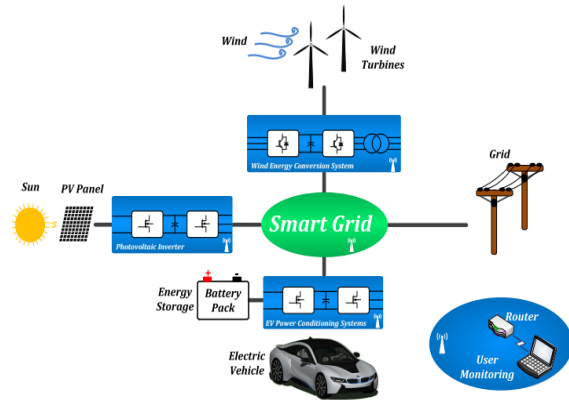 Wind
Wind
Turbines
Wind Energy Conversion System
Grid
Sun
PV Panel
Smart Grid
Photovoltaic Inverter
+
-
Energy
Storage
Battery
Pack
EV Power Conditioning Systems
Router
User
Monitoring
Electric
Vehicle